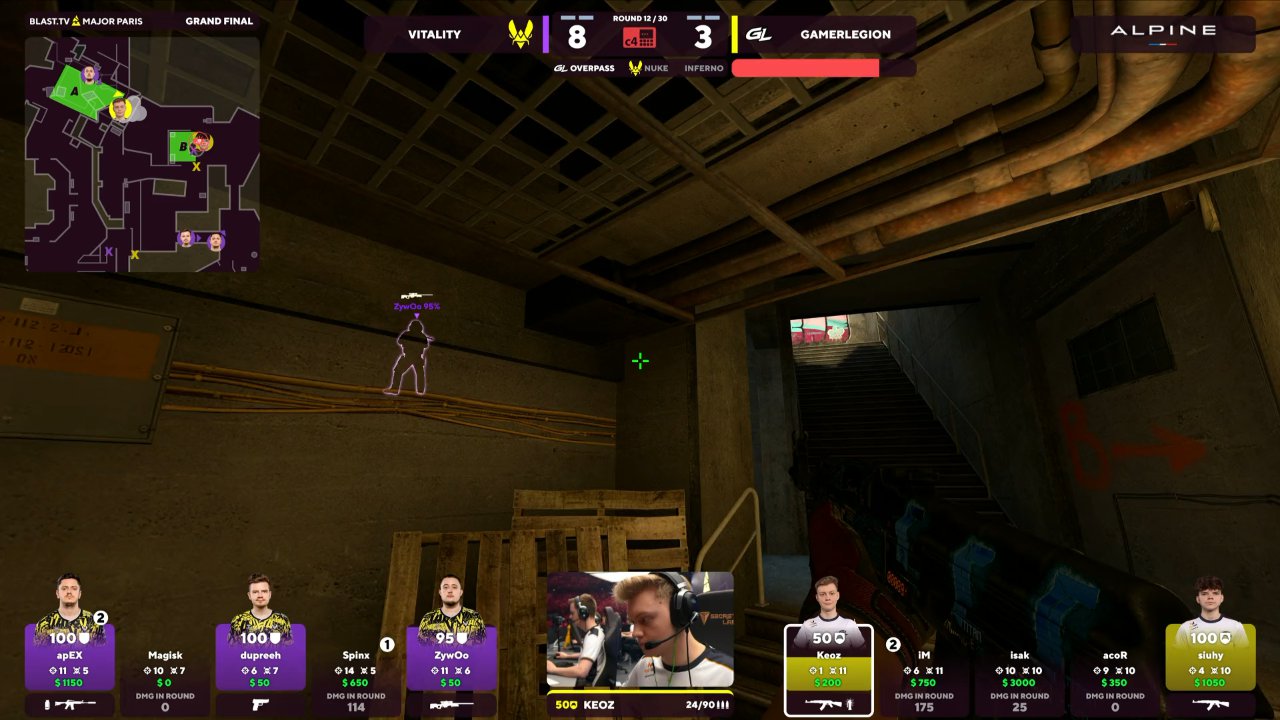 BLAST.TV MAJOR PARIS
GRAND FINAL
VITALITY
8
ROUND 12 / 30
C4
3
GL
GAMERLEGION
ALPINE
GL OVERPASS
NUKE
INFERNO
A
B
X
X
X
ZywOo 95%
B
2
100
apEX
11 5
$1150
Magisk
10 7
$0
DMG IN ROUND
0
100
dupreeh
6 7
$50
1
Spinx
14 5
$650
DMG IN ROUND
114
95
ZywOo
11 6
$50
50 KEOZ
24/90
50
Keoz
1 11
$200
2
iM
6 11
$750
DMG IN ROUND
175
isak
10 10
$3000
DMG IN ROUND
25
acoR
9 10
$350
DMG IN ROUND
0
100
siuhy
4 10
$1050